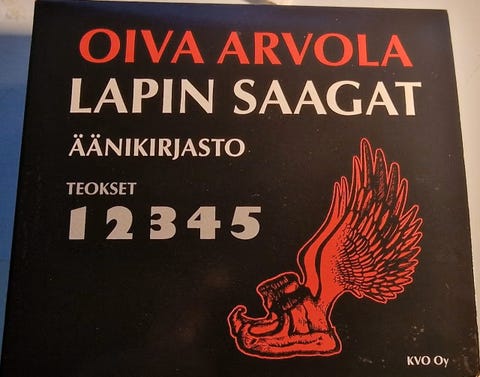 OIVA ARVOLA
LAPIN SAAGAT
ÄÄNIKIRJASTO
TEOKSET
1 2 3 4 5
KVO Oy